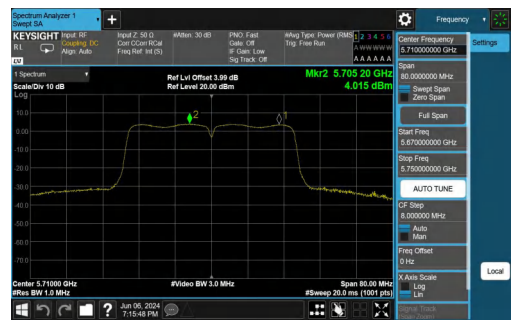 Spectrum Analyzer 1
Swept SA
Frequency
KEYSIGHT
RL
Input: RF
Coupling: DC
Align: Auto
Input Z: 50 Ω
Corr CCorr RCal
Freq Ref: Int (S)
#Atten: 30 dB
PNO: Fast
Gate: Off
IF Gain: Low
Sig Track: Off
#Avg Type: Power (RMS)
Trig: Free Run
1 2 3 4 5 6
A W W W W W
A A A A A A
LV
1 Spectrum
Scale/Div 10 dB
Log
Ref Lvl Offset 3.99 dB
Ref Level 20.00 dBm
Mkr2 5.705 20 GHz
4.015 dBm
10.0
0.00
-10.0
-20.0
-30.0
-40.0
-50.0
-60.0
-70.0
2
1
Center 5.71000 GHz
#Res BW 1.0 MHz
#Video BW 3.0 MHz
Span 80.00 MHz
#Sweep 20.0 ms (1001 pts)
Center Frequency
5.710000000 GHz
Span
80.0000000 MHz
Swept Span
Zero Span
Full Span
Start Freq
5.670000000 GHz
Stop Freq
5.750000000 GHz
AUTO TUNE
CF Step
8.000000 MHz
Auto
Man
Freq Offset
0 Hz
X Axis Scale
Log
Lin
Signal Track
Settings
Local
?
Jun 06, 2024
7:15:48 PM